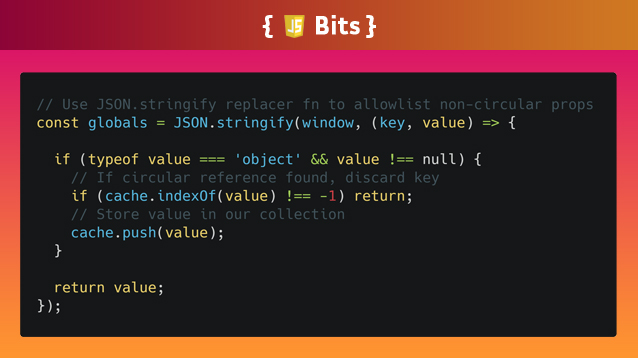 { JS Bits }
// Use JSON.stringify replacer fn to allowlist non-circular props
const globals = JSON.stringify(window, (key, value) => {
if (typeof value === 'object' && value !== null) {
// If circular reference found, discard key
if (cache.indexOf(value) !== -1) return;
// Store value in our collection
cache.push(value);
}
return value;
});